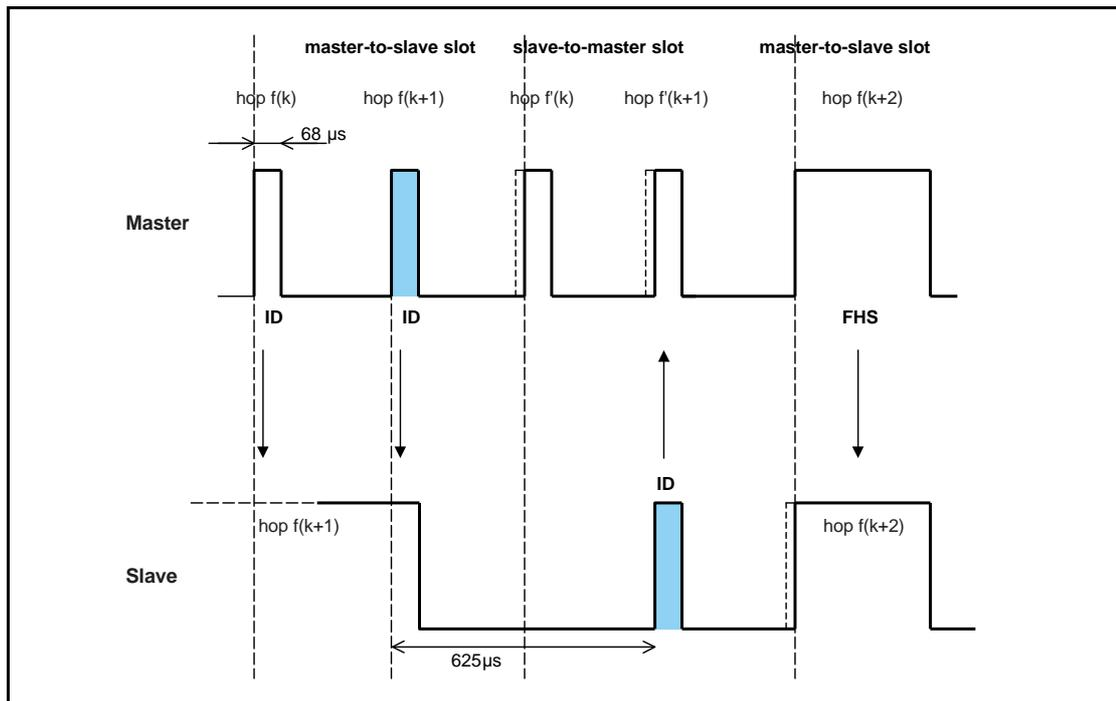 master-to-slave slot slave-to-master slot master-to-slave slot
hop f(k) hop f(k+1) hop f'(k) hop f'(k+1) hop f(k+2)
68 µs
Master
ID ID FHS
ID
hop f(k+1) hop f(k+2)
Slave
625µs